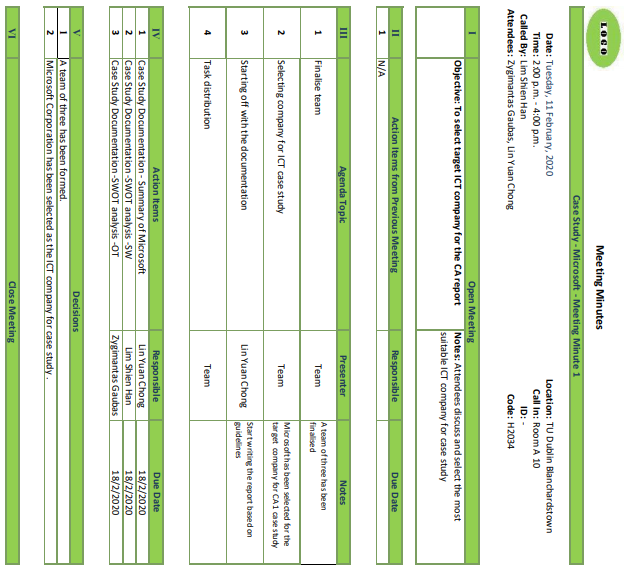 LOGO
Meeting Minutes
Case Study - Microsoft - Meeting Minute 1
Date: Tuesday, 11 February, 2020
Location: TU Dublin Blanchardstown
Time: 2:00 p.m. - 4:00 p.m.
Call In: Room A 10
Called By: Lim Shien Han
ID: -
Attendees: Zygimantas Gaubas, Lin Yuan Chong
Code: H2034
I Open Meeting
Objective: To select target ICT company for the CA report
Notes: Attendees discuss and select the most
suitable ICT company for case study
II Action Items from Previous Meeting Responsible Due Date
1 N/A
III Agenda Topic Presenter Notes
1 Finalise team Team A team of three has been
finalised
2 Selecting company for ICT case study Team Microsoft has been selected for the
target company for CA1 case study
3 Starting off with the documentation Lin Yuan Chong Start writing the report based on
guidelines
4 Task distribution Team
IV Action Items Responsible Due Date
1 Case Study Documentation - Summary of Microsoft Lin Yuan Chong 18/2/2020
2 Case Study Documentation -SWOT analysis -SW Lim Shien Han 18/2/2020
3 Case Study Documentation -SWOT analysis -OT Zygimantas Gaubas 18/2/2020
V Decisions
1 A team of three has been formed.
2 Microsoft Corporation has been selected as the ICT company for case study .
VI Close Meeting